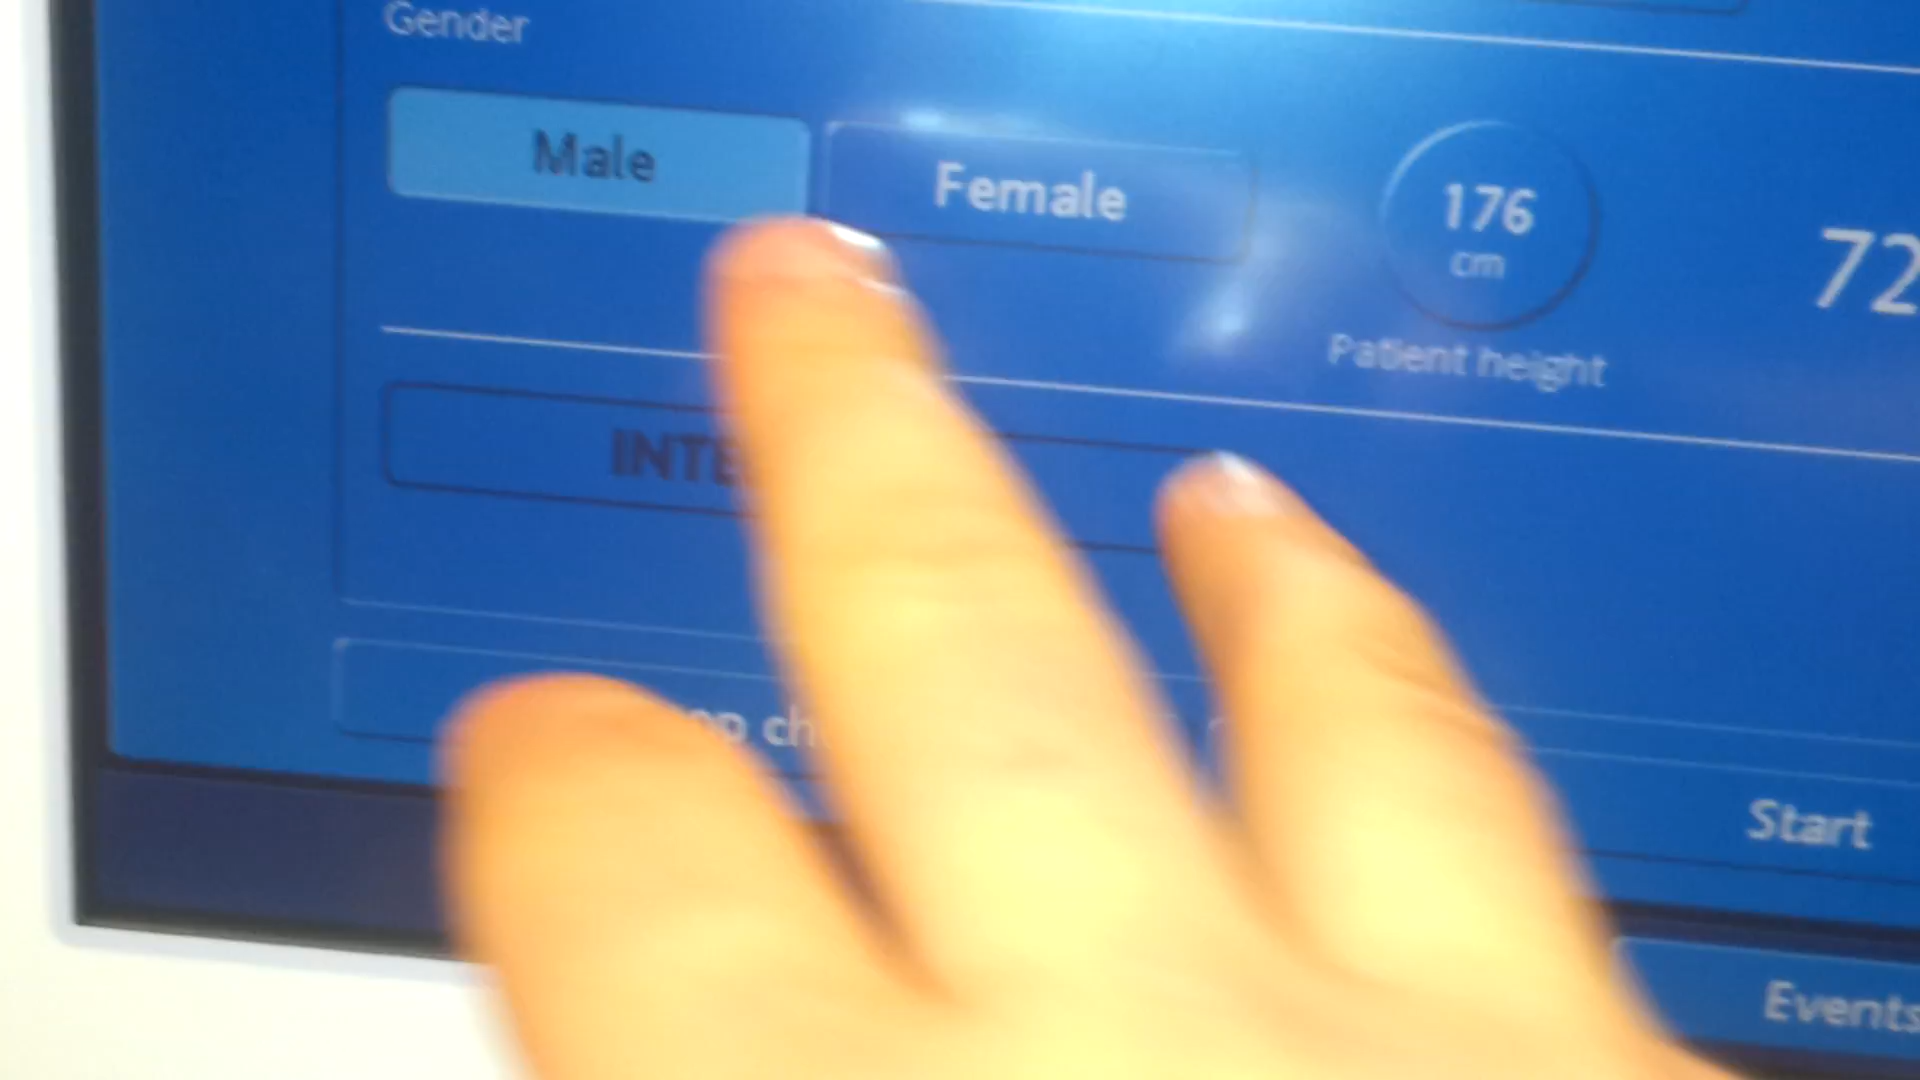 Gender
Male
Female
176
cm
Patient height
72
Start
Events